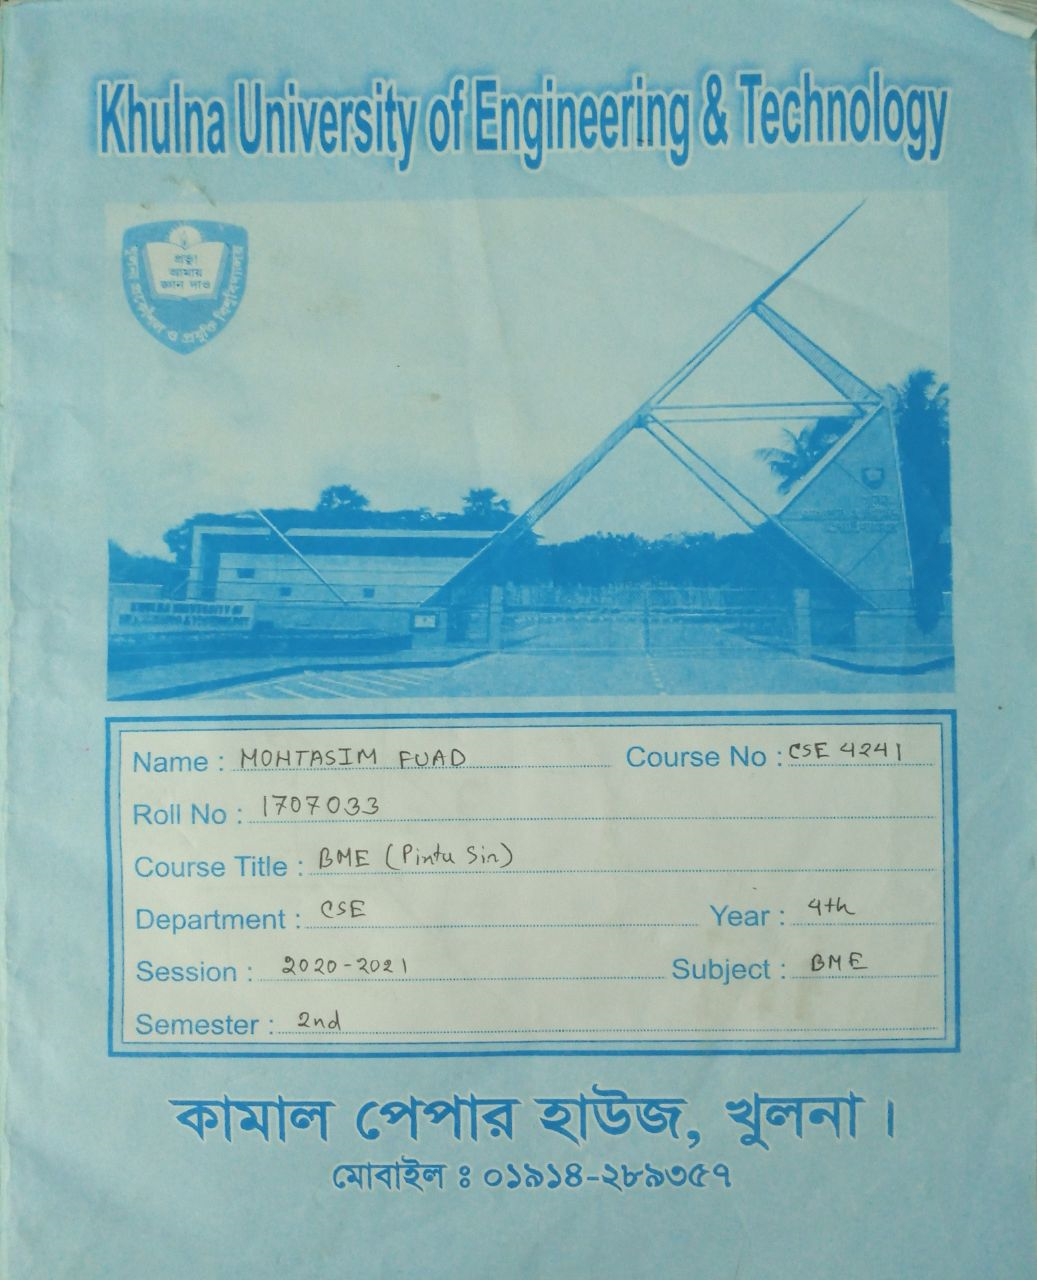 Khulna University of Engineering & Technology
প্রভু
আমায়
জ্ঞান দাও
খুলনা প্রকৌশল ও প্রযুক্তি বিশ্ববিদ্যালয়
KHULNA UNIVERSITY OF
ENGINEERING & TECHNOLOGY
Name : MOHTASIM FUAD Course No : CSE 4241
Roll No : 1707033
Course Title : BME (Pintu Sir)
Department : CSE Year : 4th
Session : 2020-2021 Subject : BME
Semester : 2nd
কামাল পেপার হাউজ, খুলনা ।
মোবাইল ঃ ০১৯১৪-২৮৯৩৫৭